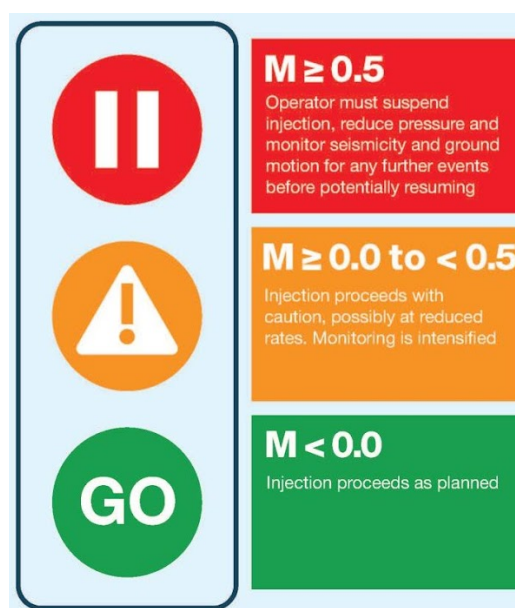 M ≥ 0.5
Operator must suspend
injection, reduce pressure and
monitor seismicity and ground
motion for any further events
before potentially resuming
!
M ≥ 0.0 to < 0.5
Injection proceeds with
caution, possibly at reduced
rates. Monitoring is intensified
GO
M < 0.0
Injection proceeds as planned